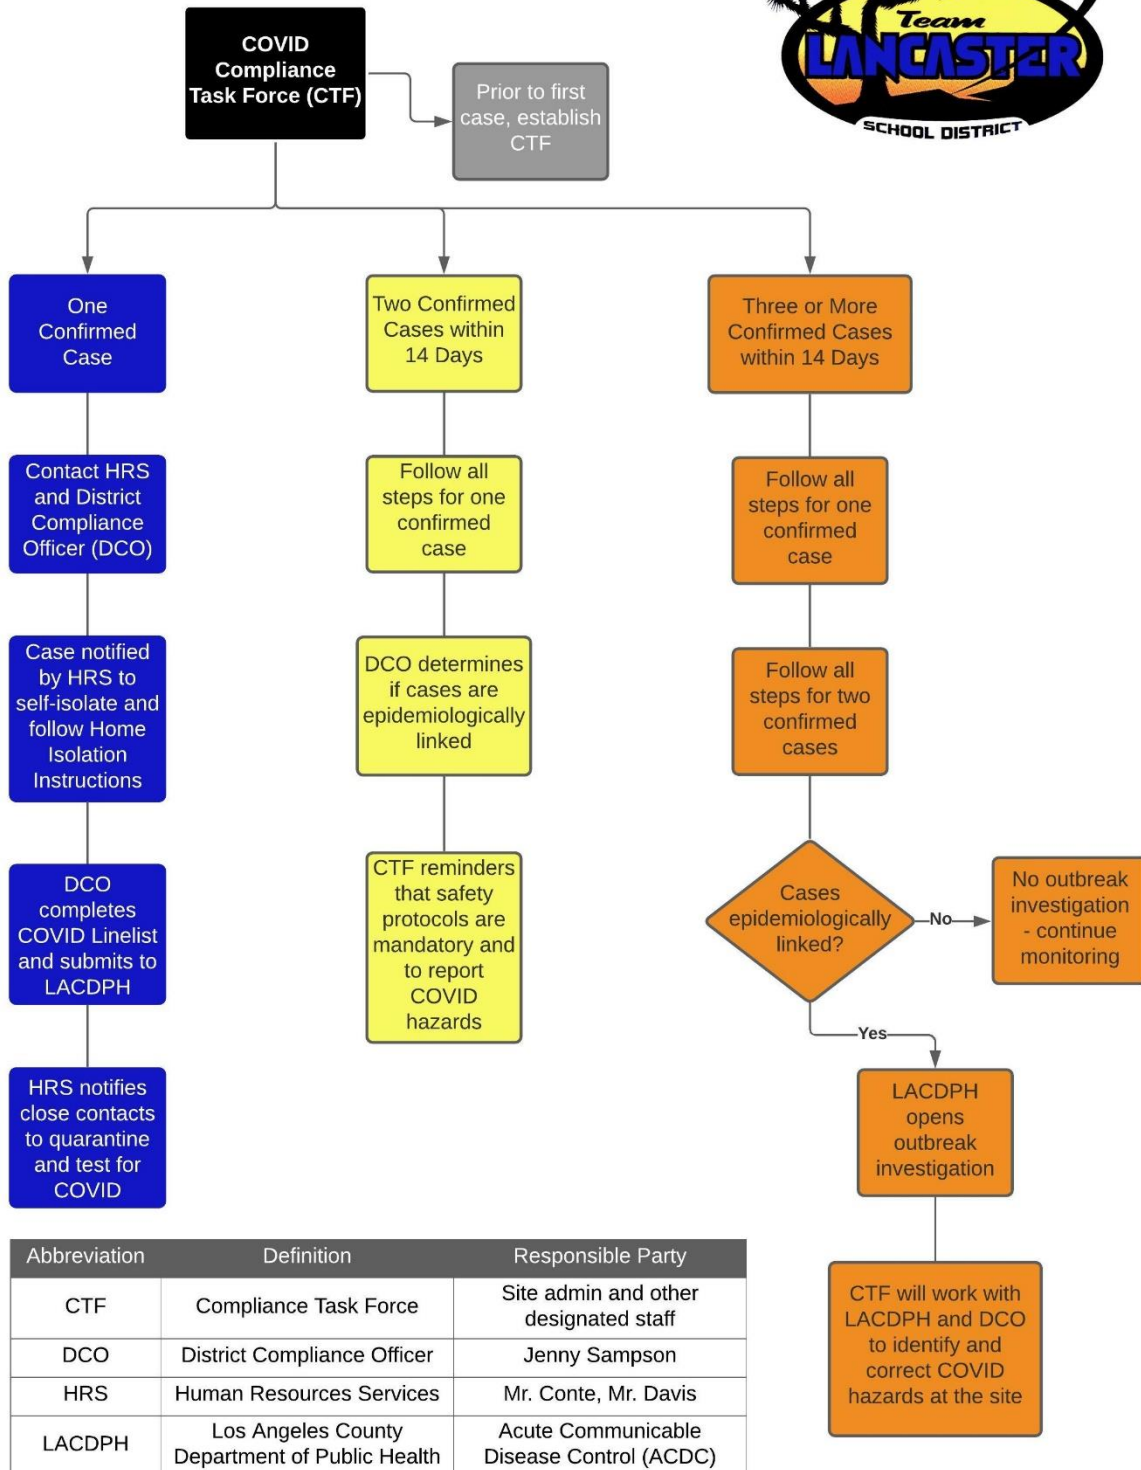 Team
LANCASTER
SCHOOL DISTRICT
COVID
Compliance
Task Force (CTF)
Prior to first
case, establish
CTF
One
Confirmed
Case
Contact HRS
and District
Compliance
Officer (DCO)
Case notified
by HRS to
self-isolate and
follow Home
Isolation
Instructions
DCO
completes
COVID Linelist
and submits to
LACDPH
HRS notifies
close contacts
to quarantine
and test for
COVID
Two Confirmed
Cases within
14 Days
Follow all
steps for one
confirmed
case
DCO determines
if cases are
epidemiologically
linked
CTF reminders
that safety
protocols are
mandatory and
to report
COVID
hazards
Three or More
Confirmed Cases
within 14 Days
Follow all
steps for one
confirmed
case
Follow all
steps for two
confirmed
cases
Cases
epidemiologically
linked?
No
No outbreak
investigation
- continue
monitoring
Yes
LACDPH
opens
outbreak
investigation
CTF will work with
LACDPH and DCO
to identify and
correct COVID
hazards at the site
Abbreviation Definition Responsible Party
CTF Compliance Task Force Site admin and other
designated staff
DCO District Compliance Officer Jenny Sampson
HRS Human Resources Services Mr. Conte, Mr. Davis
LACDPH Los Angeles County
Department of Public Health Acute Communicable
Disease Control (ACDC)